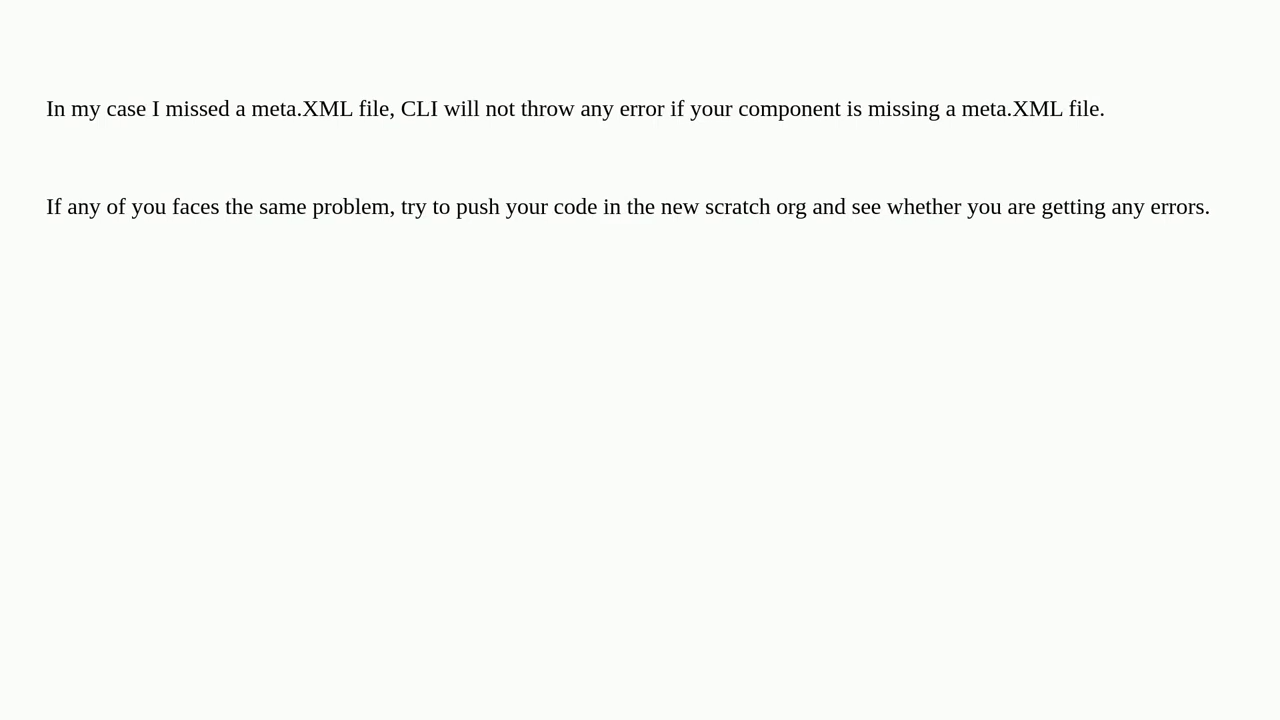 In my case I missed a meta.XML file, CLI will not throw any error if your component is missing a meta.XML file.
If any of you faces the same problem, try to push your code in the new scratch org and see whether you are getting any errors.